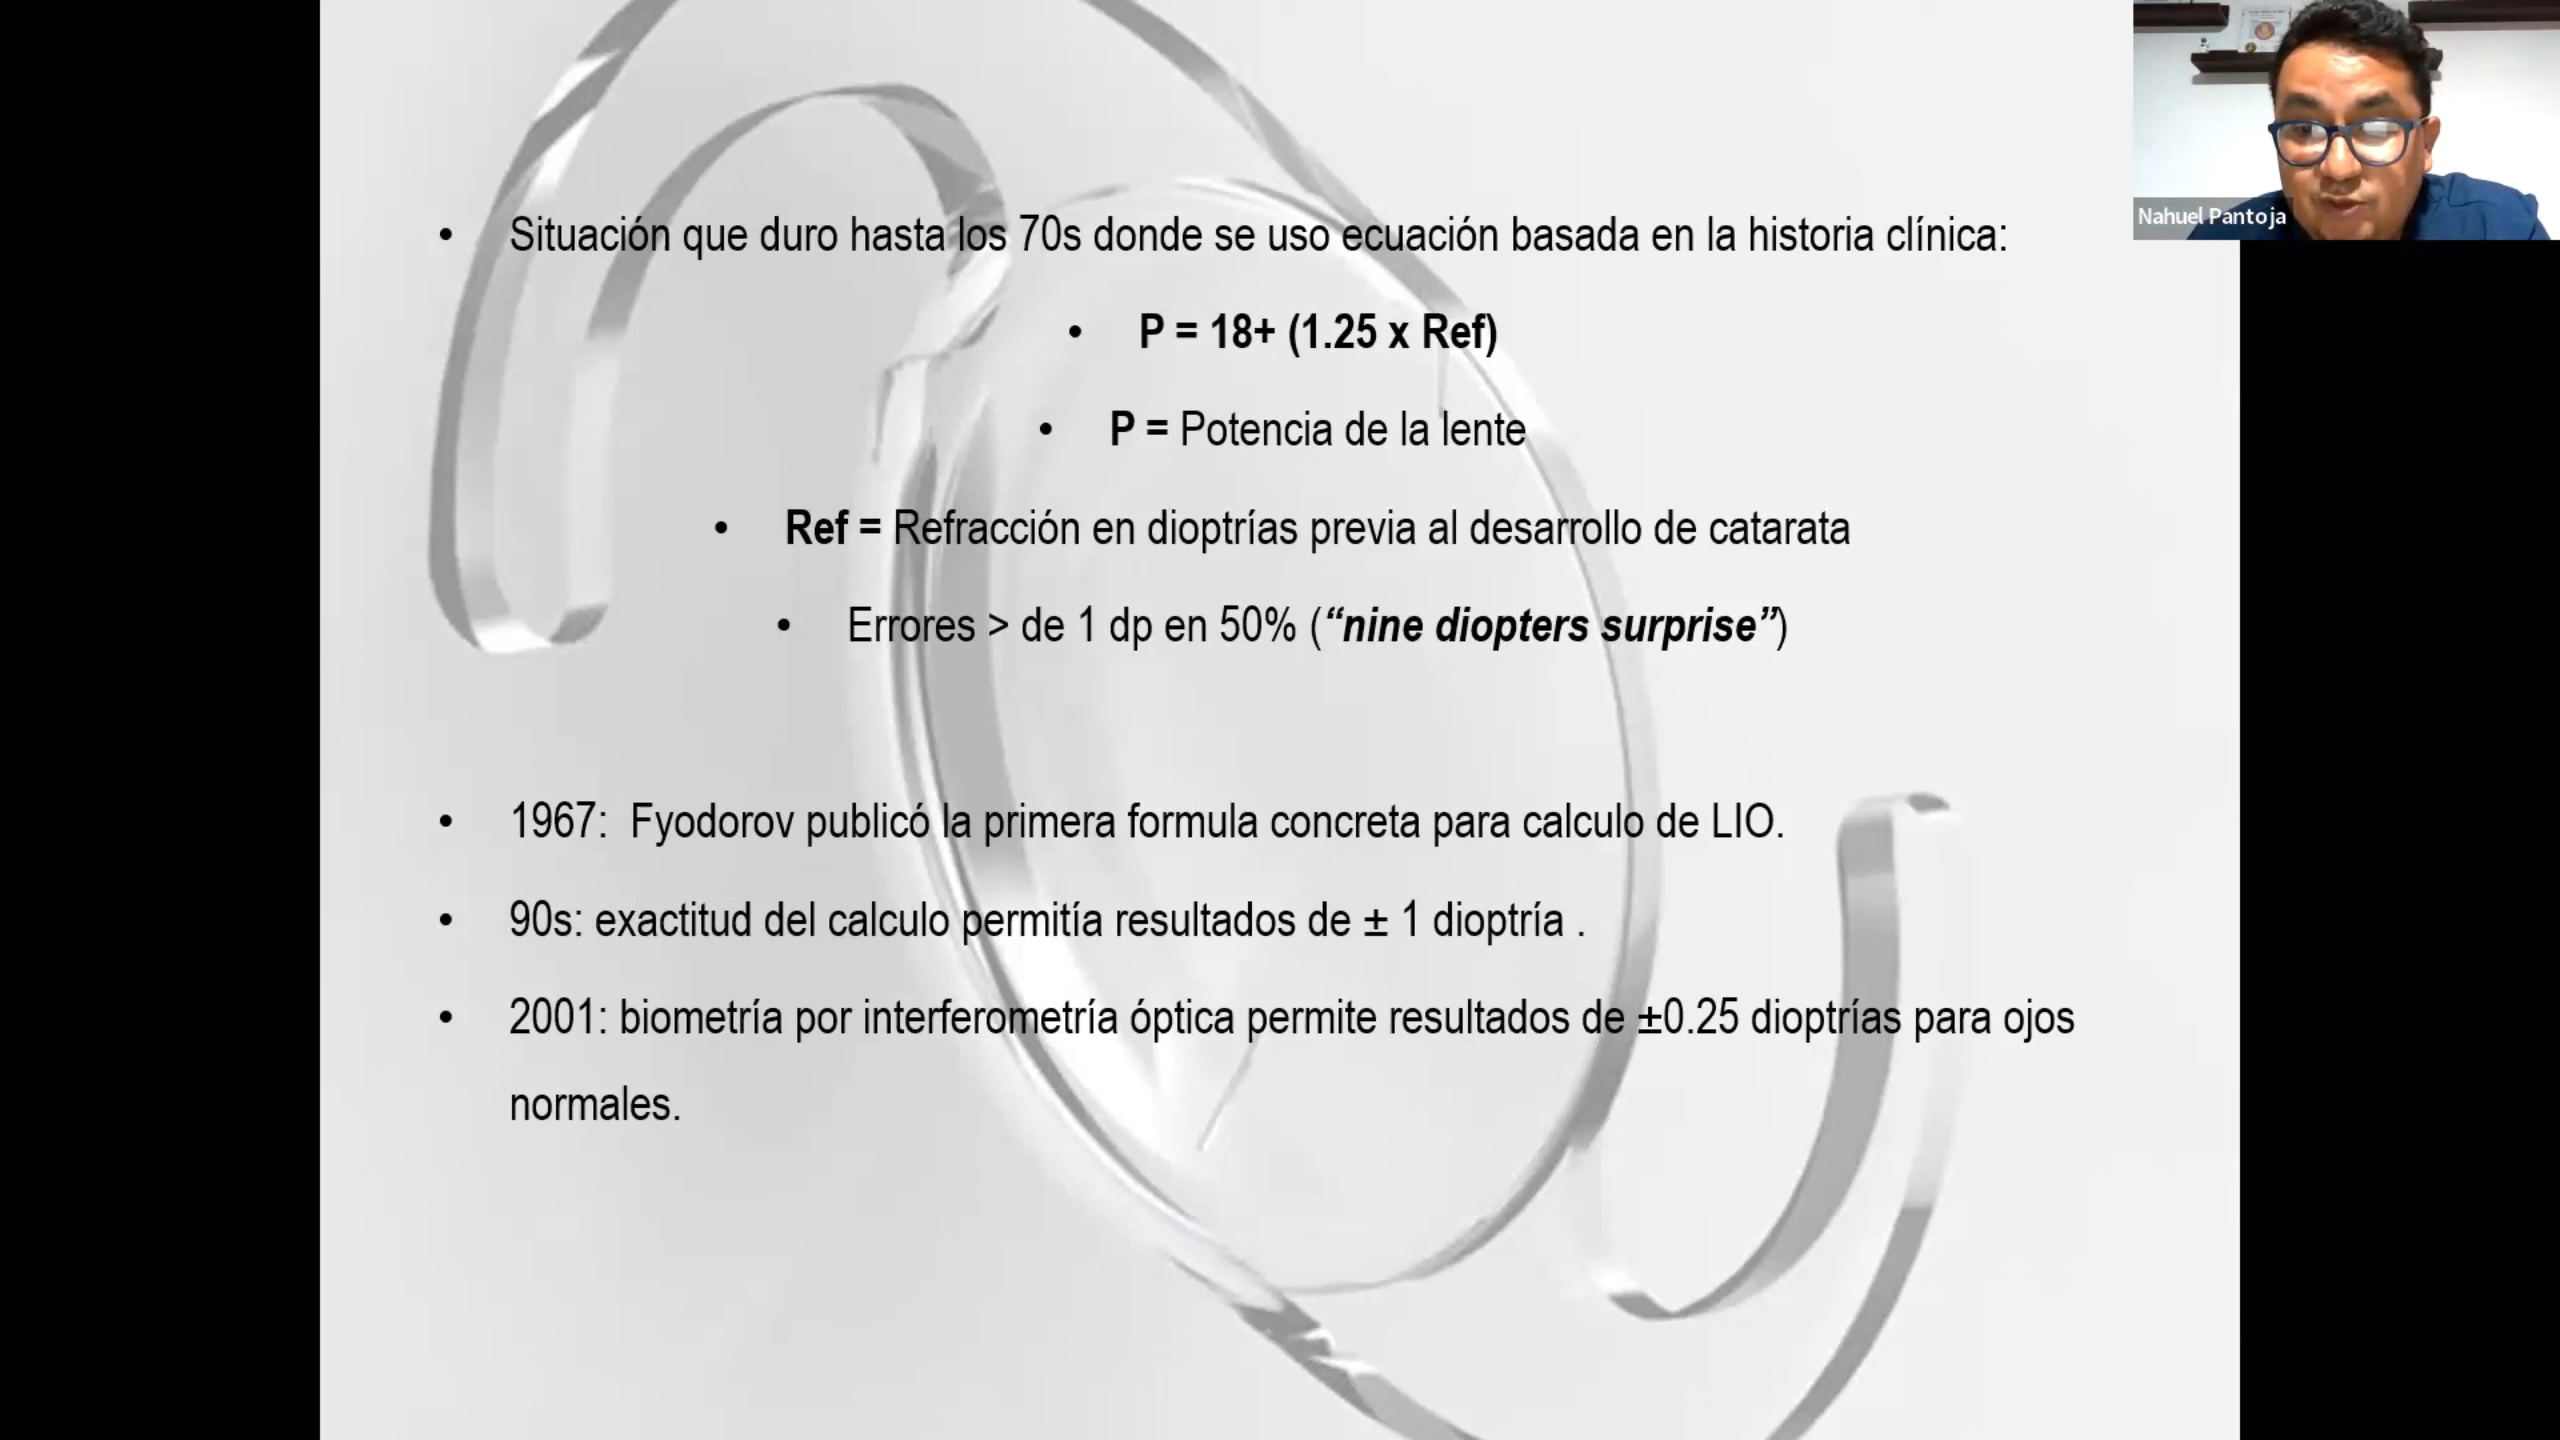 Nahuel Pantoja
• Situación que duro hasta los 70s donde se uso ecuación basada en la historia clínica:
• P = 18+ (1.25 x Ref)
• P = Potencia de la lente
• Ref = Refracción en dioptrías previa al desarrollo de catarata
• Errores > de 1 dp en 50% (“nine diopters surprise”)
• 1967: Fyodorov publicó la primera formula concreta para calculo de LIO.
• 90s: exactitud del calculo permitía resultados de ± 1 dioptría .
• 2001: biometría por interferometría óptica permite resultados de ±0.25 dioptrías para ojos
normales.